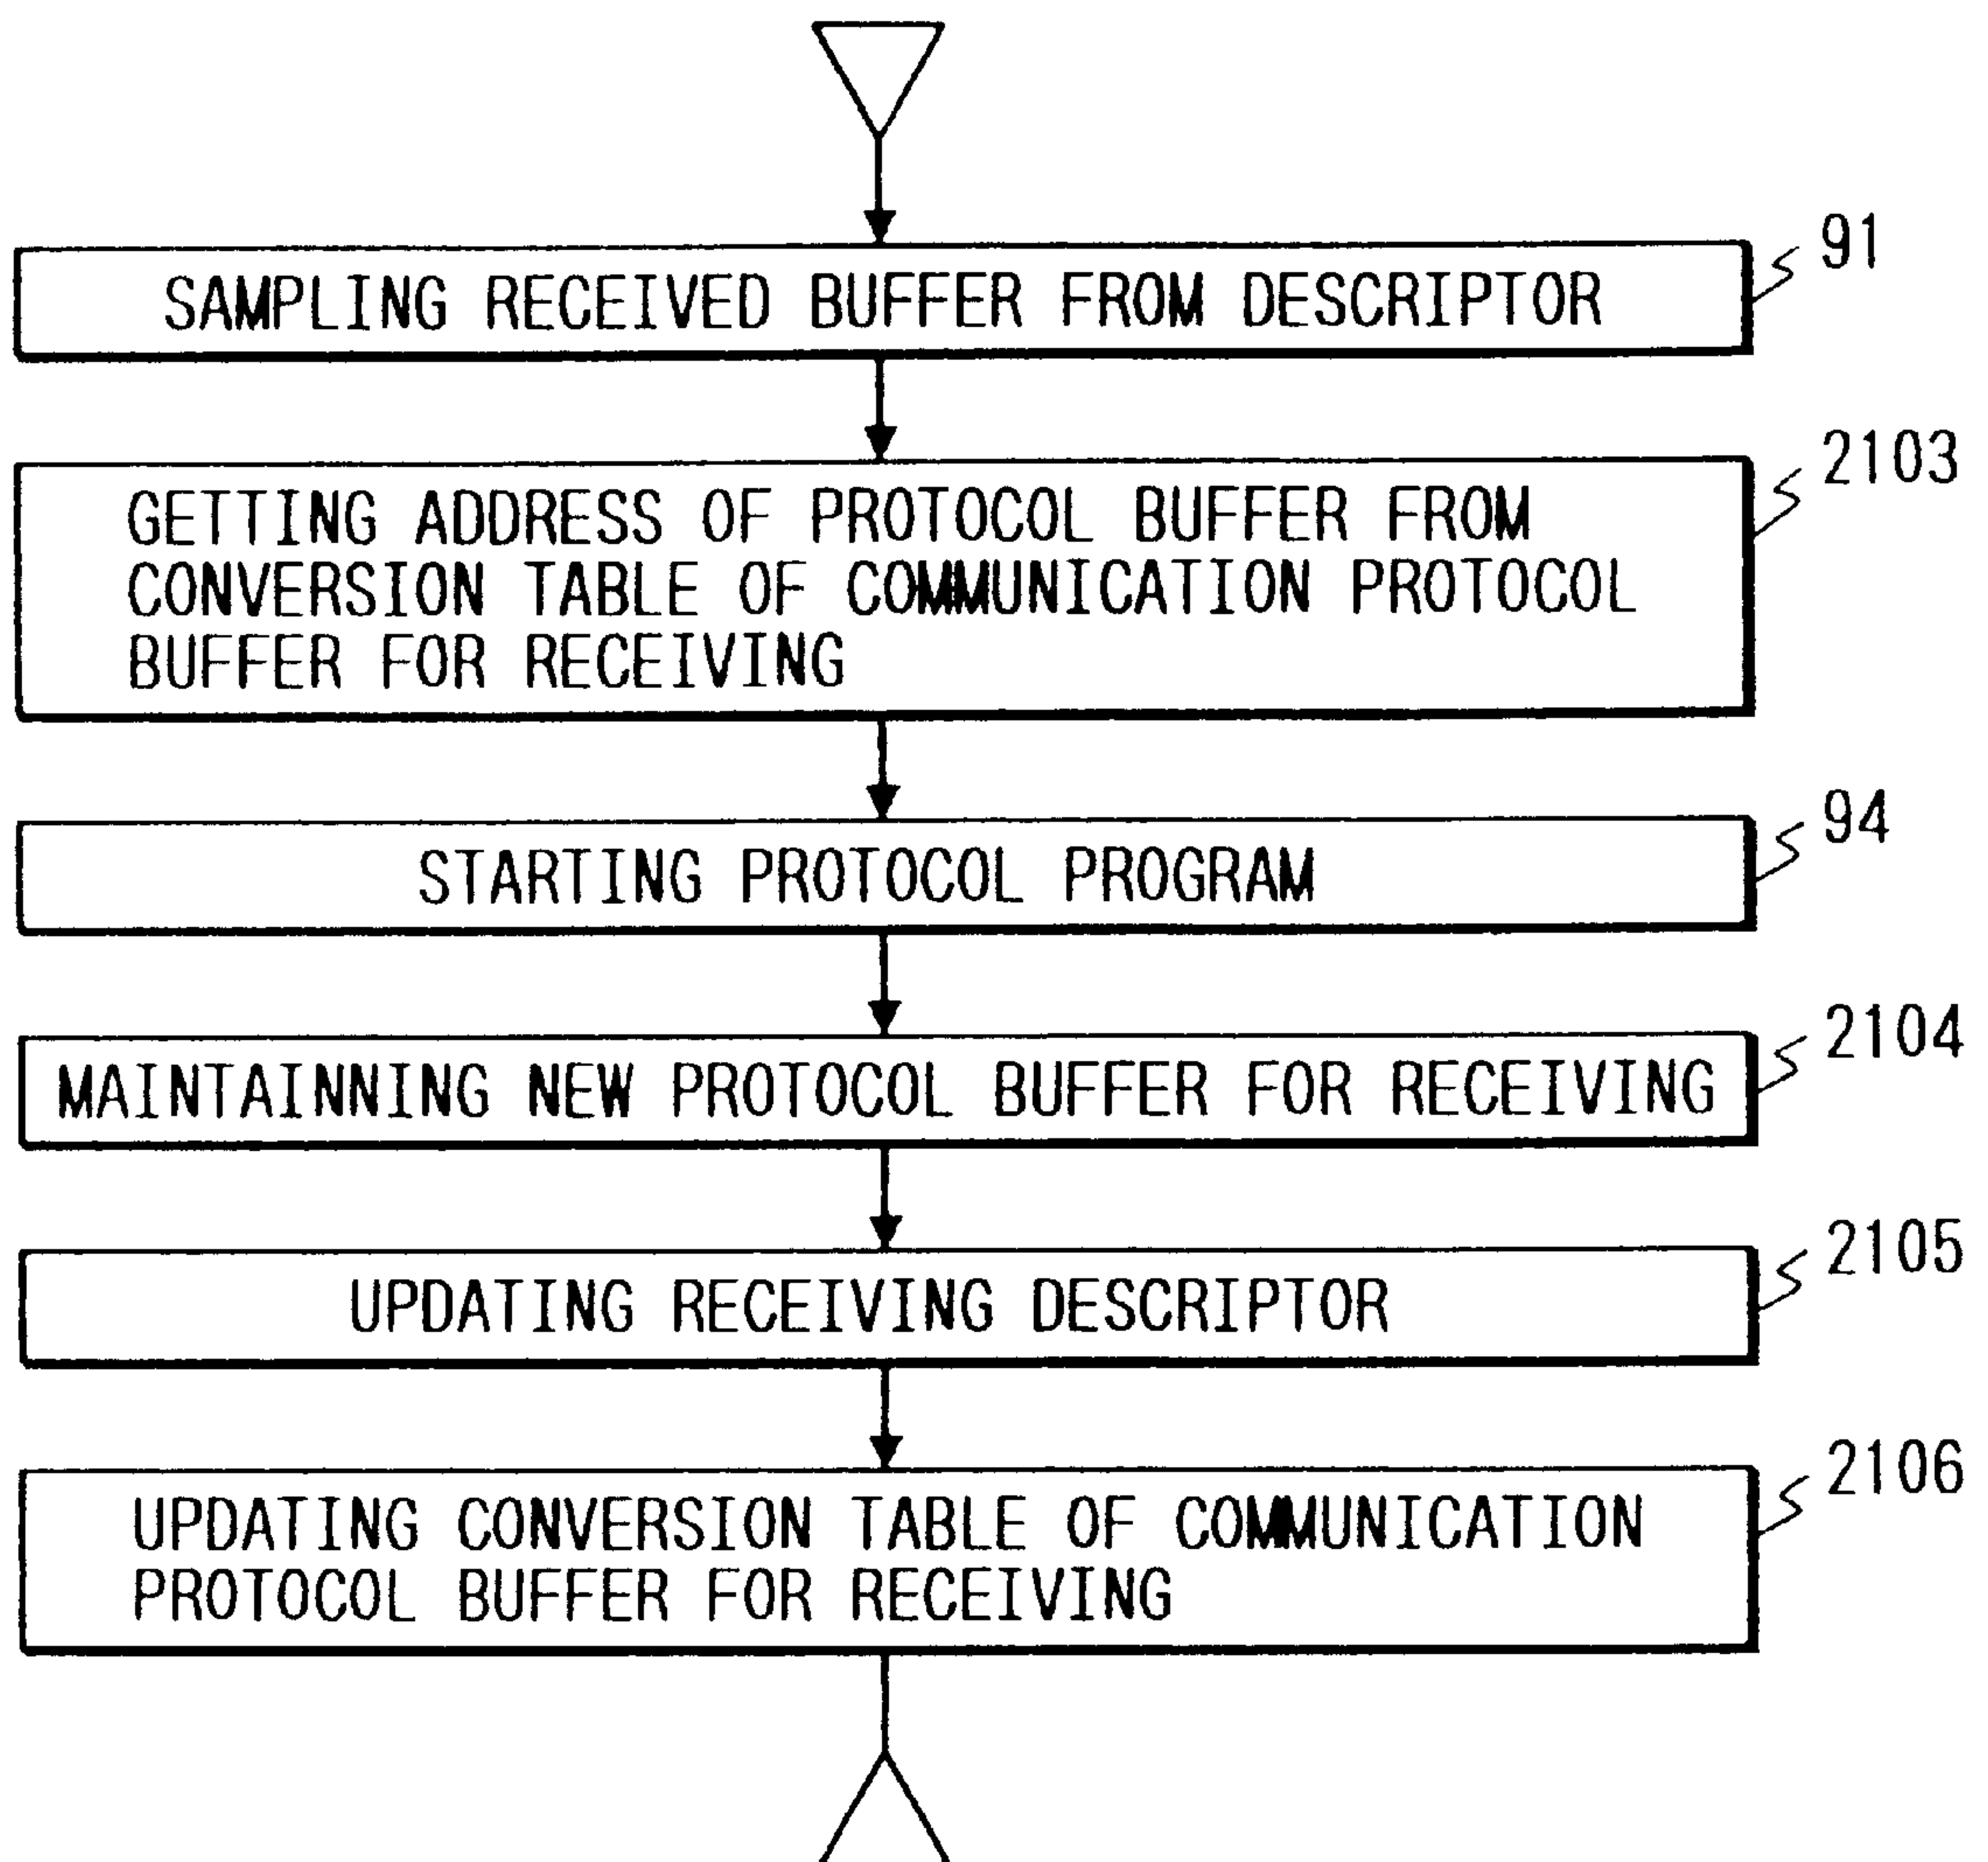 91
SAMPLING RECEIVED BUFFER FROM DESCRIPTOR
2103
GETTING ADDRESS OF PROTOCOL BUFFER FROM
CONVERSION TABLE OF COMMUNICATION PROTOCOL
BUFFER FOR RECEIVING
94
STARTING PROTOCOL PROGRAM
2104
MAINTAINNING NEW PROTOCOL BUFFER FOR RECEIVING
2105
UPDATING RECEIVING DESCRIPTOR
2106
UPDATING CONVERSION TABLE OF COMMUNICATION
PROTOCOL BUFFER FOR RECEIVING